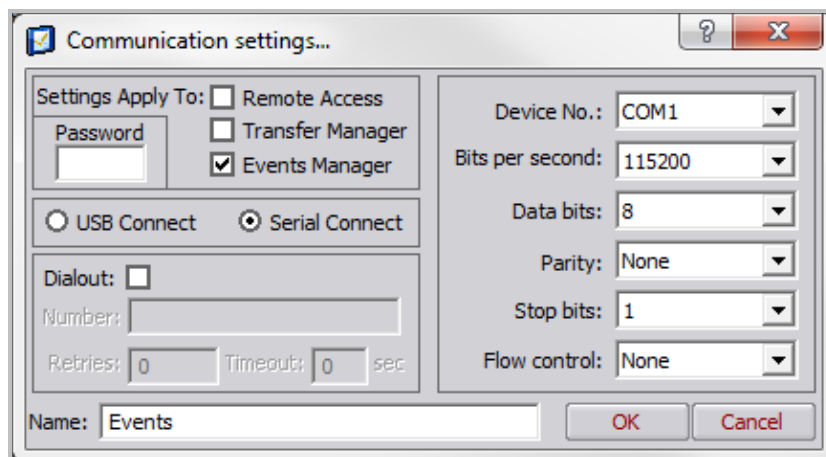 Communication settings...
Settings Apply To:
Remote Access
Password
Transfer Manager
Events Manager
USB Connect
Serial Connect
Dialout:
Number:
Retries: 0 Timeout: 0 sec
Device No.: COM1
Bits per second: 115200
Data bits: 8
Parity: None
Stop bits: 1
Flow control: None
Name: Events
OK
Cancel